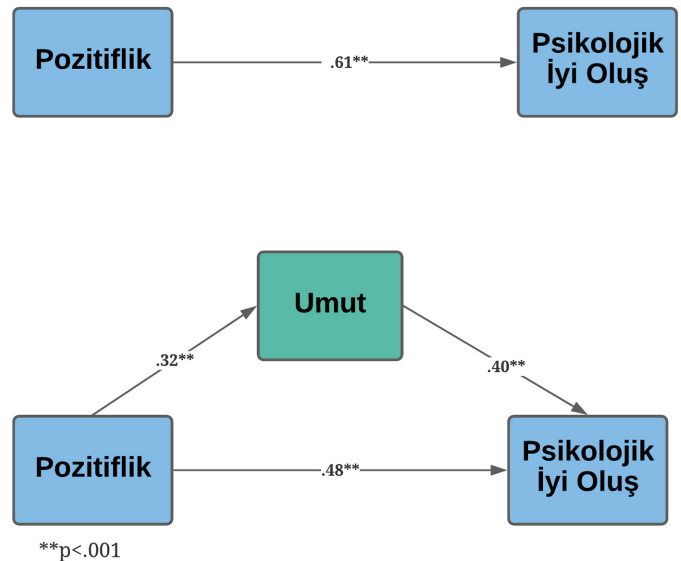 Pozitiflik
.61**
Psikolojik
İyi Oluş
Umut
.32**
.40**
Pozitiflik
.48**
Psikolojik
İyi Oluş
**p<.001